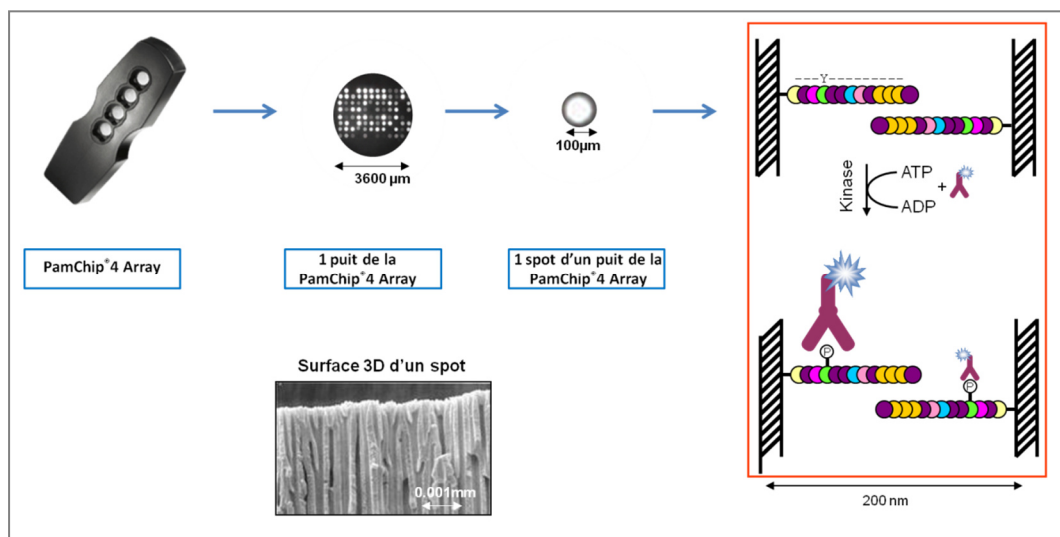 ---Y----------
100µm
3600 µm
Kinase
ATP
+
ADP
PamChip®4 Array
1 puit de la
PamChip®4 Array
1 spot d'un puit de la
PamChip®4 Array
Surface 3D d'un spot
0.001mm
P
P
200 nm